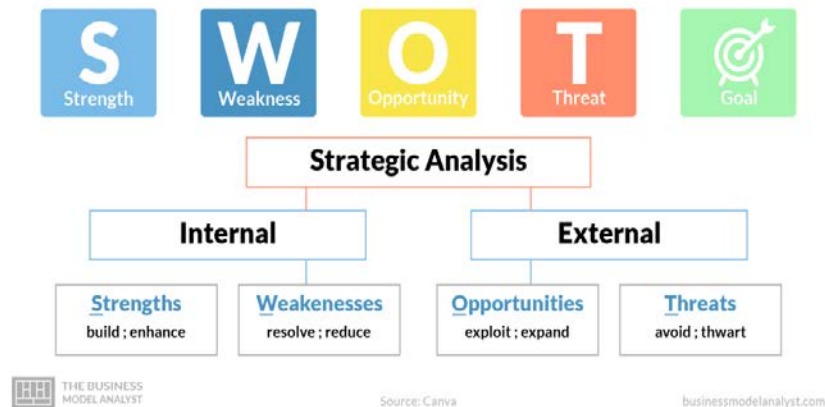 S
Strength
W
Weakness
O
Opportunity
T
Threat
Goal
Strategic Analysis
Internal
External
Strengths
build ; enhance
Weakenesses
resolve ; reduce
Opportunities
exploit ; expand
Threats
avoid ; thwart
THE BUSINESS
MODEL ANALYST
Source: Canva
businessmodelanalyst.com